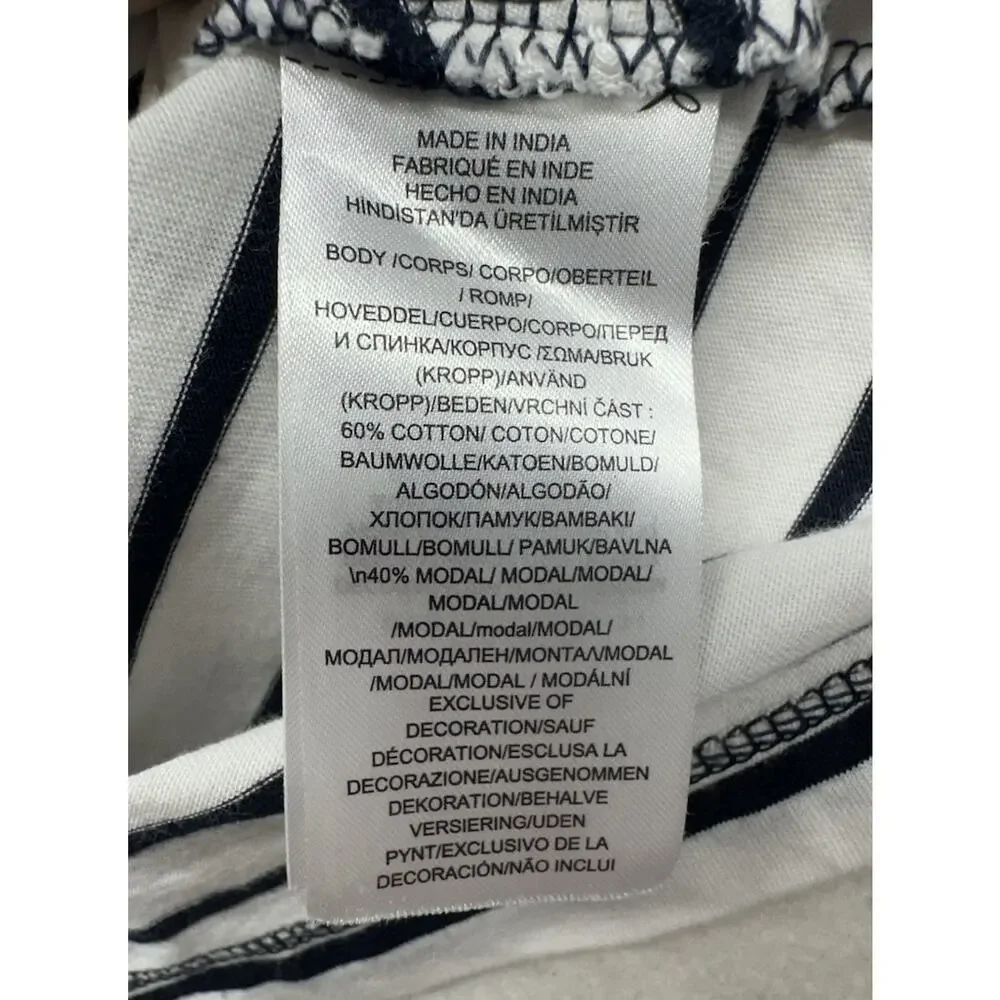 MADE IN INDIA
FABRIQUÉ EN INDE
HECHO EN INDIA
HİNDİSTAN'DA ÜRETİLMİŞTİR
BODY /CORPS/ CORPO/OBERTEIL
/ ROMP/
HOVEDDEL/CUERPO/CORPO/ПЕРЕД
И СПИНКА/КОРПУС /ΣΩΜΑ/BRUK
(KROPP)/ANVÄND
(KROPP)/BEDEN/VRCHNÍ ČÁST :
60% COTTON/ COTON/COTONE/
BAUMWOLLE/KATOEN/BOMULD/
ALGODÓN/ALGODÃO/
ХЛОПОК/ПАМУК/ΒΑΜΒΑΚΙ/
BOMULL/BOMULL/ PAMUK/BAVLNA
\n40% MODAL/ MODAL/MODAL/
MODAL/MODAL
/MODAL/modal/MODAL/
МОДАЛ/МОДАЛЕН/ΜΟΝΤΑΛ/MODAL
/MODAL/MODAL / MODÁLNÍ
EXCLUSIVE OF
DECORATION/SAUF
DÉCORATION/ESCLUSA LA
DECORAZIONE/AUSGENOMMEN
DEKORATION/BEHALVE
VERSIERING/UDEN
PYNT/EXCLUSIVO DE LA
DECORACIÓN/NÃO INCLUI